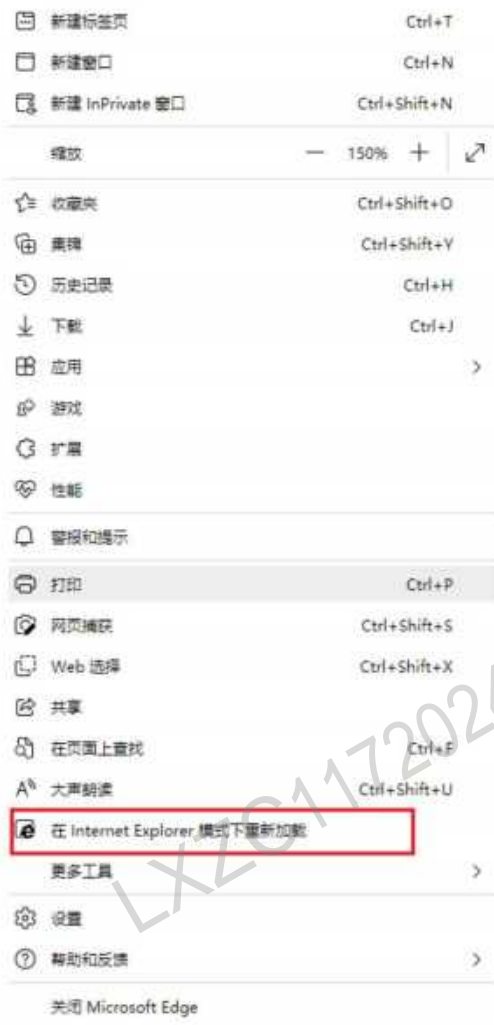 新建标签页 Ctrl+T
新建窗口 Ctrl+N
新建 InPrivate 窗口 Ctrl+Shift+N
缩放 — 150% +
收藏夹 Ctrl+Shift+O
集锦 Ctrl+Shift+Y
历史记录 Ctrl+H
下载 Ctrl+J
应用
游戏
扩展
性能
警报和提示
打印 Ctrl+P
网页捕获 Ctrl+Shift+S
Web 选择 Ctrl+Shift+X
共享
在页面上查找 Ctrl+F
大声朗读 Ctrl+Shift+U
在 Internet Explorer 模式下重新加载
更多工具
设置
帮助和反馈
关闭 Microsoft Edge
LXZC1172024